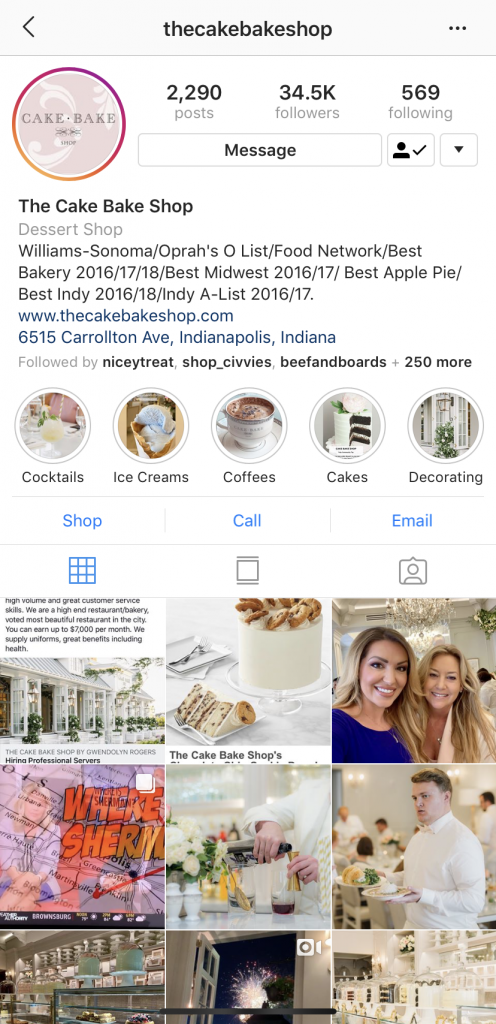 thecakebakeshop
CAKE·BAKE
SHOP
2,290
posts
34.5K
followers
569
following
Message
The Cake Bake Shop
Dessert Shop
Williams-Sonoma/Oprah's O List/Food Network/Best
Bakery 2016/17/18/Best Midwest 2016/17/ Best Apple Pie/
Best Indy 2016/18/Indy A-List 2016/17.
www.thecakebakeshop.com
6515 Carrollton Ave, Indianapolis, Indiana
Followed by niceytreat, shop_civvies, beefandboards + 250 more
Cocktails
Ice Creams
Coffees
Cakes
Decorating
Shop
Call
Email
high volume and great customer service
skills. We are a high end restaurant/bakery,
voted most beautiful restaurant in the city.
You can earn up to $7,000 per month. We
supply uniforms, great benefits including
health.
THE CAKE BAKE SHOP BY GWENDOLYN ROGERS
Hiring Professional Servers
The Cake Bake Shop's
WHERE
SHERMAN?
SHERM
Greencastle
Martinsville
Franklin
AUTHORITY
BROWNSBURG